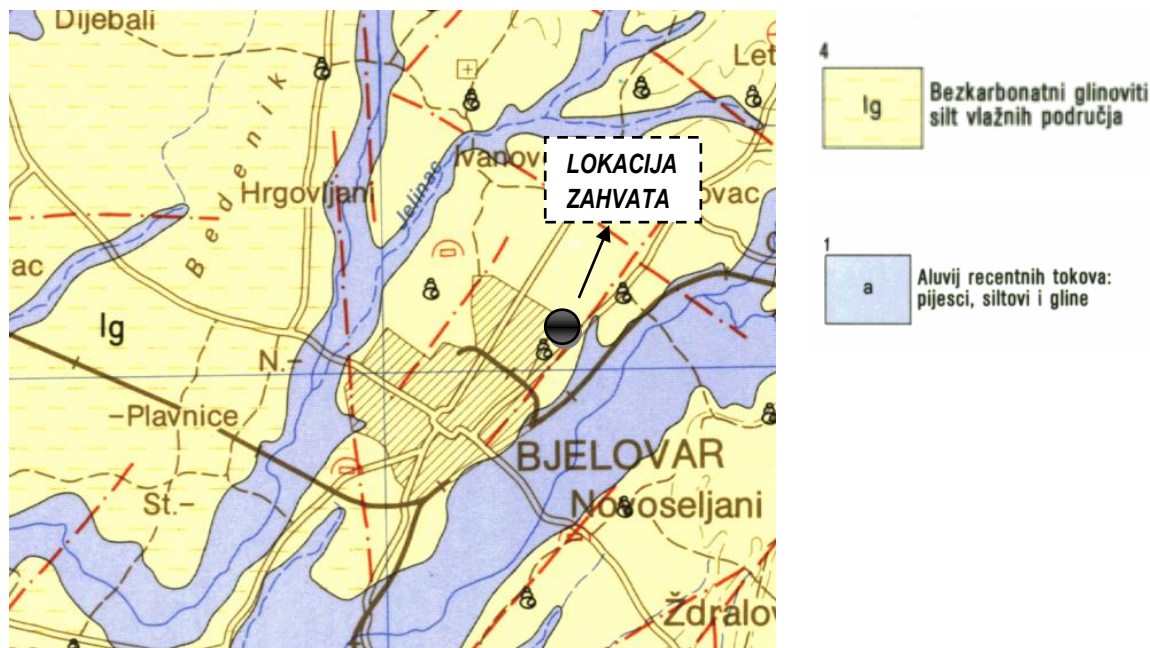 Dijebali
Let
Bedenik
Ivanov
LOKACIJA
ZAHVATA
ovac
Hrgovljani
Jelinac
ac
lg
N.-
-Plavnice
BJELOVAR
St.-
Novoseljani
Ždralov
4
lg
Bezkarbonatni glinoviti
silt vlažnih područja
1
a
Aluvij recentnih tokova:
pijesci, siltovi i gline